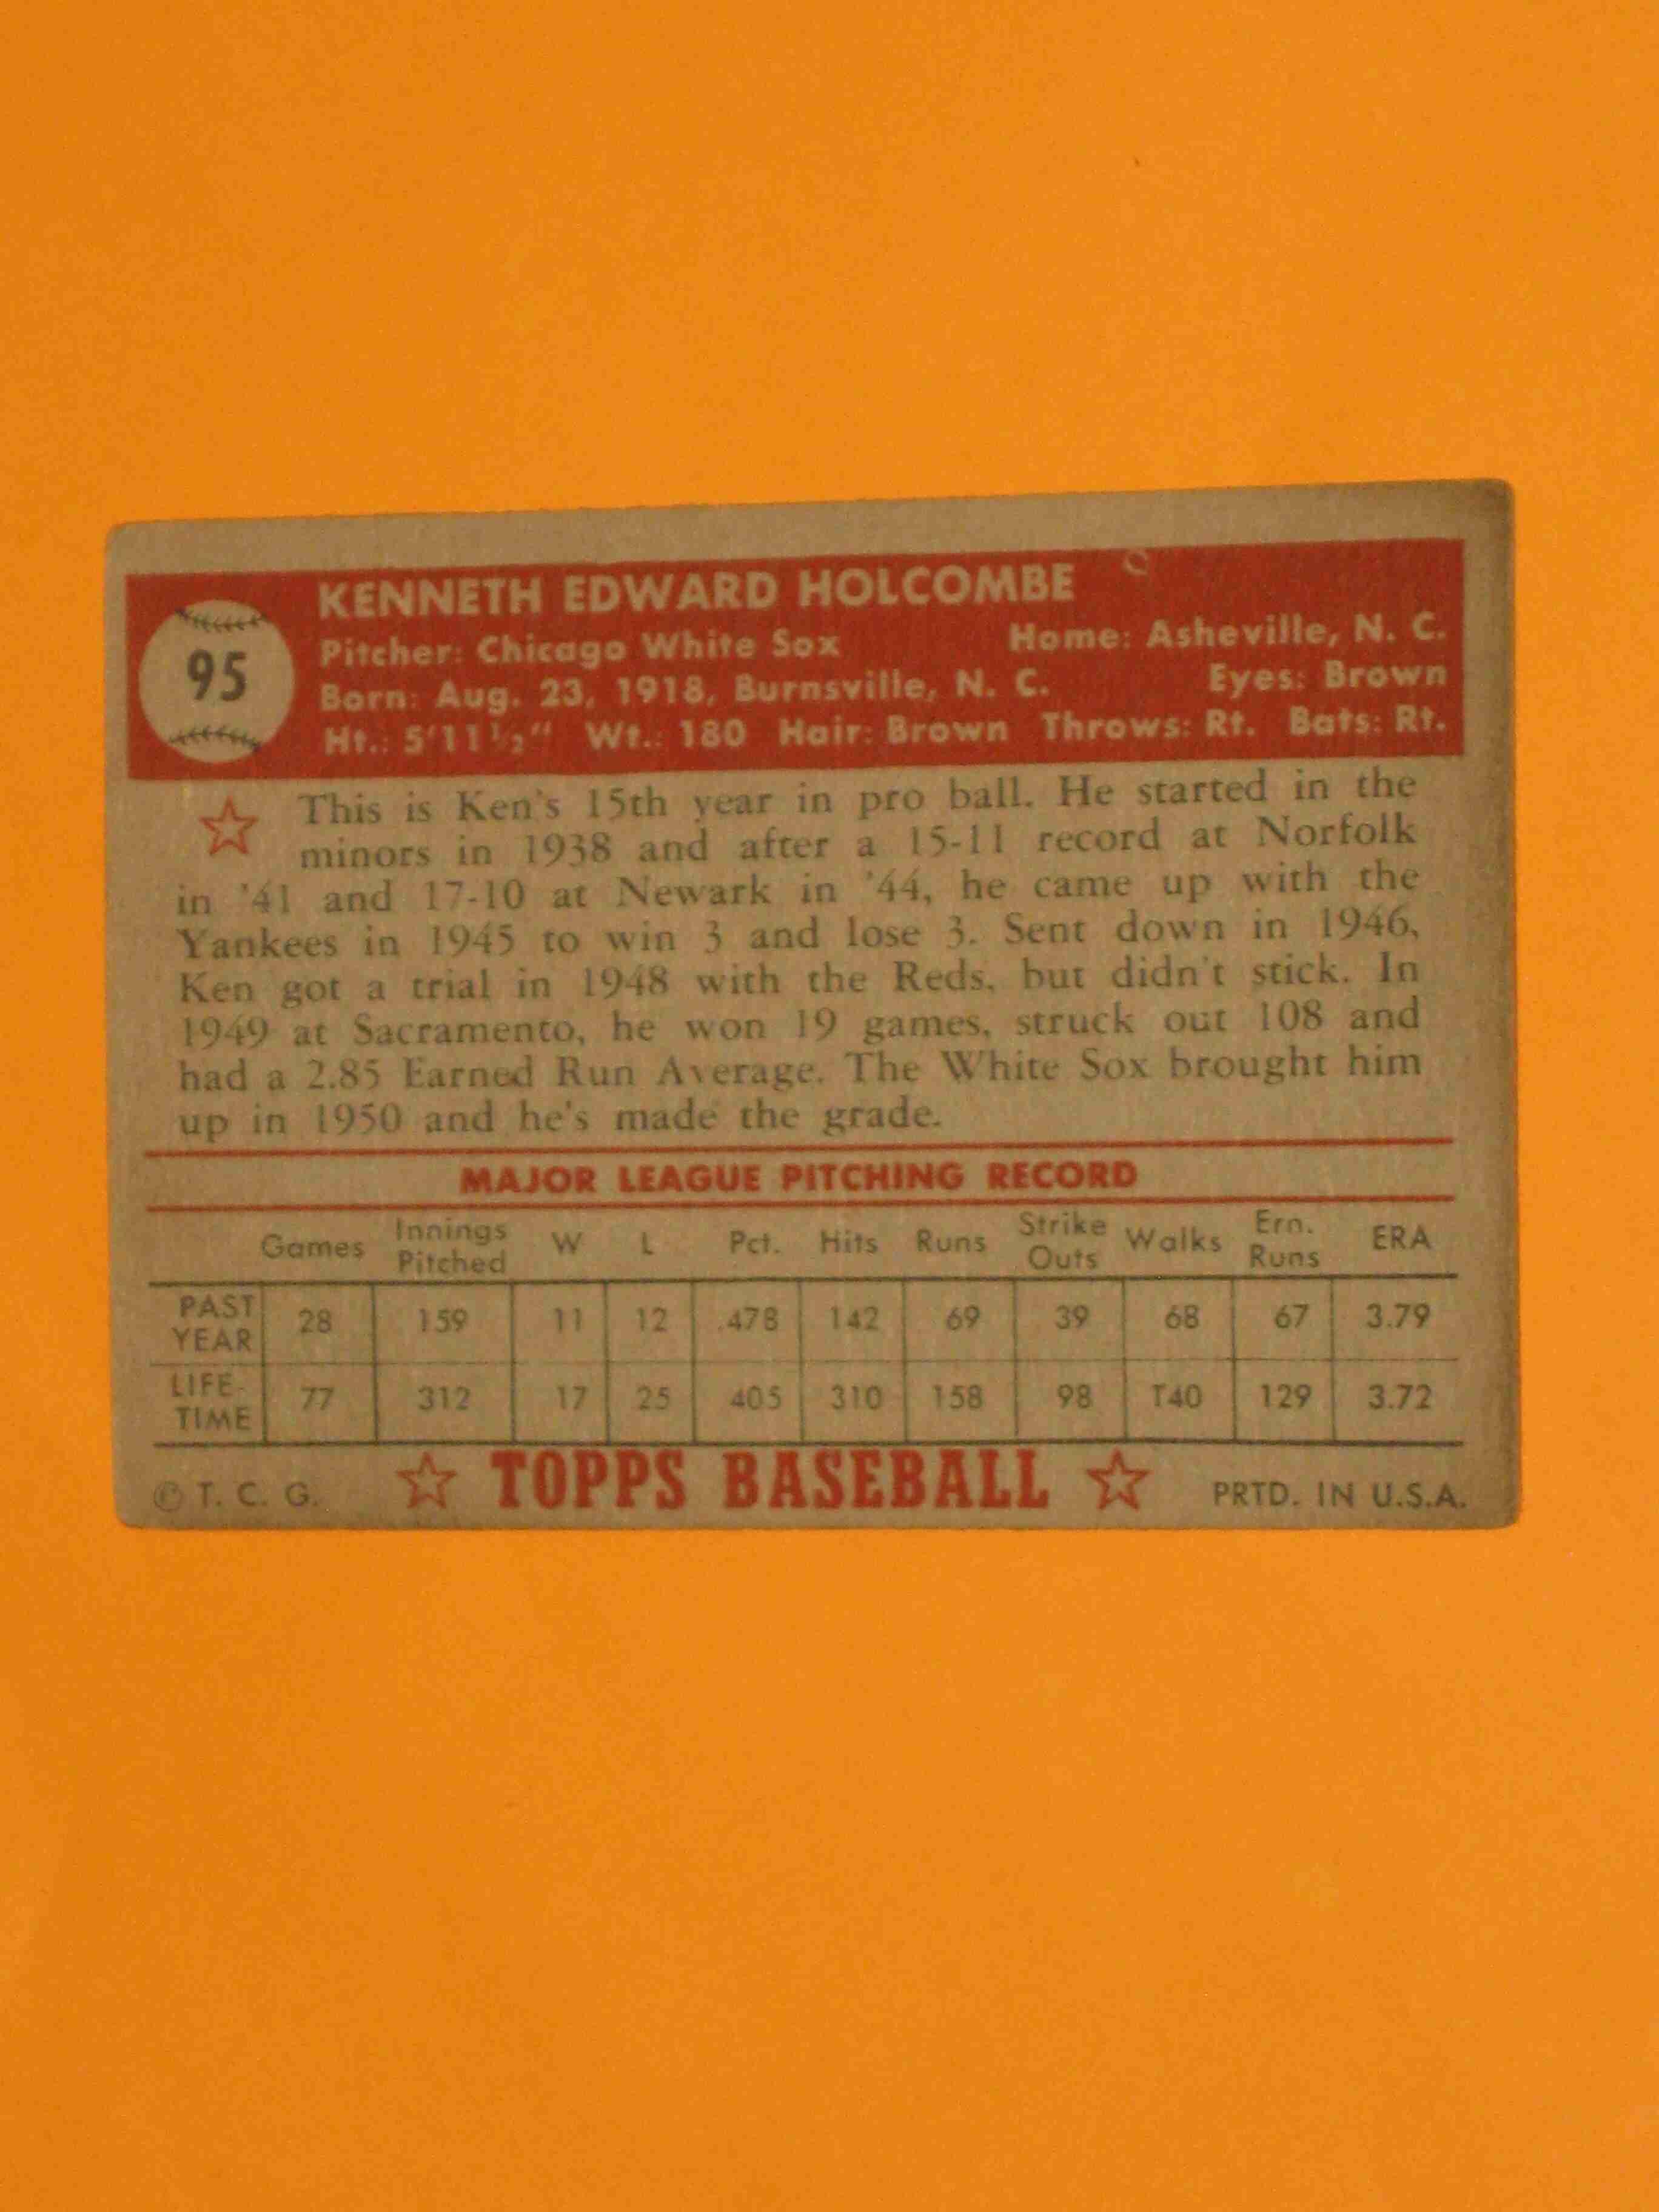 95
KENNETH EDWARD HOLCOMBE
Pitcher: Chicago White Sox Home: Asheville, N. C.
Born: Aug. 23, 1918, Burnsville, N. C. Eyes: Brown
Ht.: 5'11½" Wt.: 180 Hair: Brown Throws: Rt. Bats: Rt.
This is Ken's 15th year in pro ball. He started in the
minors in 1938 and after a 15-11 record at Norfolk
in '41 and 17-10 at Newark in '44, he came up with the
Yankees in 1945 to win 3 and lose 3. Sent down in 1946,
Ken got a trial in 1948 with the Reds, but didn't stick. In
1949 at Sacramento, he won 19 games, struck out 108 and
had a 2.85 Earned Run Average. The White Sox brought him
up in 1950 and he's made the grade.
MAJOR LEAGUE PITCHING RECORD
Games Innings Pitched W L Pct. Hits Runs Strike Outs Walks Ern. Runs ERA
PAST YEAR 28 159 11 12 .478 142 69 39 68 67 3.79
LIFE-TIME 77 312 17 25 405 310 158 98 T40 129 3.72
© T. C. G. ☆ TOPPS BASEBALL ☆ PRTD. IN U.S.A.